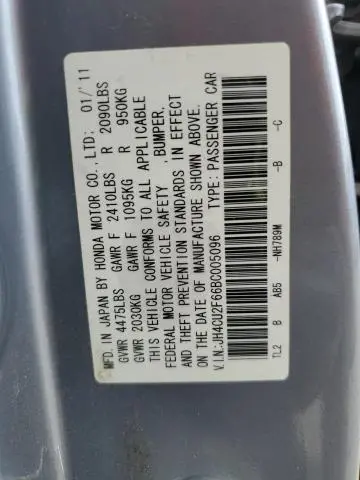 MFD. IN JAPAN BY HONDA MOTOR CO., LTD; 01/'11
GVWR 4475LBS GAWR F 2410LBS R 2090LBS
GVWR 2030KG GAWR F 1095KG R 950KG
THIS VEHICLE CONFORMS TO ALL APPLICABLE
FEDERAL MOTOR VEHICLE SAFETY ,BUMPER,
AND THEFT PREVENTION STANDARDS IN EFFECT
ON THE DATE OF MANUFACTURE SHOWN ABOVE.
V.I.N.:JH4CU2F66BC005096 TYPE: PASSENGER CAR
TL2 B AB5 -NH789M -B -C